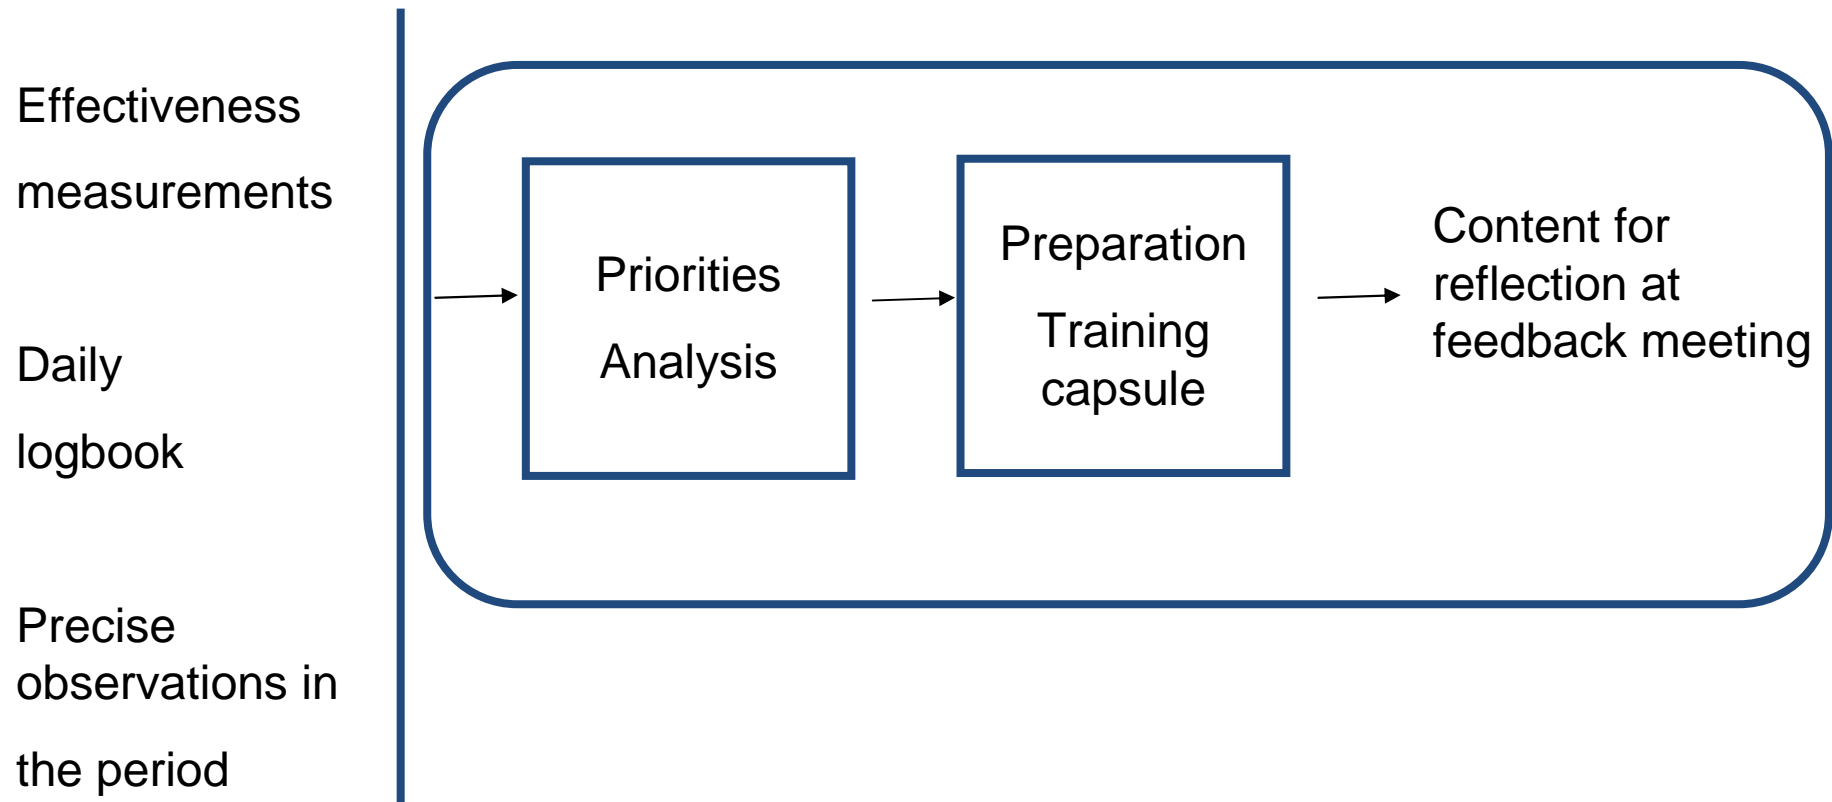 Effectiveness
measurements
Daily
logbook
Precise
observations in
the period
Priorities
Analysis
Preparation
Training
capsule
Content for
reflection at
feedback meeting